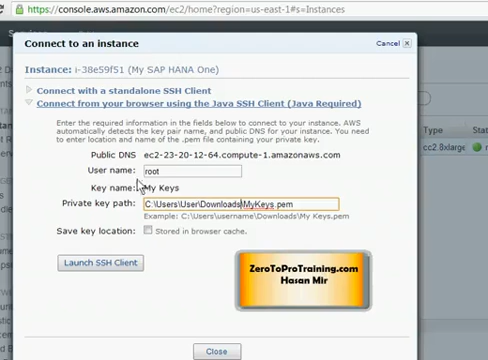 https://console.aws.amazon.com/ec2/home?region=us-east-1#s=Instances
Connect to an instance
Cancel
Instance: i-38e59f51 (My SAP HANA One)
Connect with a standalone SSH Client
Connect from your browser using the Java SSH Client (Java Required)
Enter the required information in the fields below to connect to your instance. AWS
automatically detects the key pair name, and public DNS for your instance. You need
to enter location and name of the .pem file containing your private key.
Public DNS ec2-23-20-12-64.compute-1.amazonaws.com
User name: root
Key name: My Keys
Private key path: C:\Users\User\Downloads\MyKeys.pem
Example: C:\Users\username\Downloads\My Keys.pem
Save key location: Stored in browser cache.
Launch SSH Client
ZeroToProTraining.com
Hasan Mir
Close
Type
Sta
cc2.8xlarge